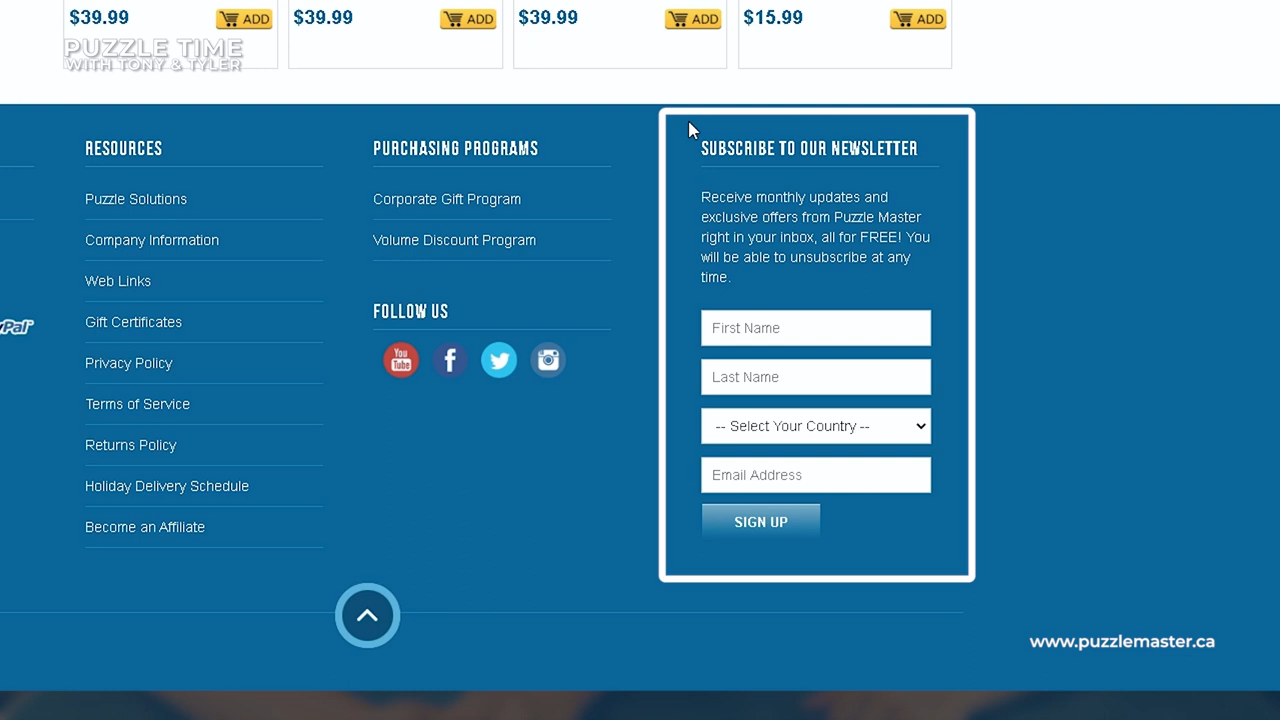 $39.99 ADD $39.99 ADD $39.99 ADD $15.99 ADD
PUZZLE TIME
WITH TONY & TYLER
RESOURCES
Puzzle Solutions
Company Information
Web Links
Gift Certificates
Privacy Policy
Terms of Service
Returns Policy
Holiday Delivery Schedule
Become an Affiliate
PURCHASING PROGRAMS
Corporate Gift Program
Volume Discount Program
FOLLOW US
You
Tube
SUBSCRIBE TO OUR NEWSLETTER
Receive monthly updates and
exclusive offers from Puzzle Master
right in your inbox, all for FREE! You
will be able to unsubscribe at any
time.
First Name
Last Name
-- Select Your Country --
Email Address
SIGN UP
www.puzzlemaster.ca